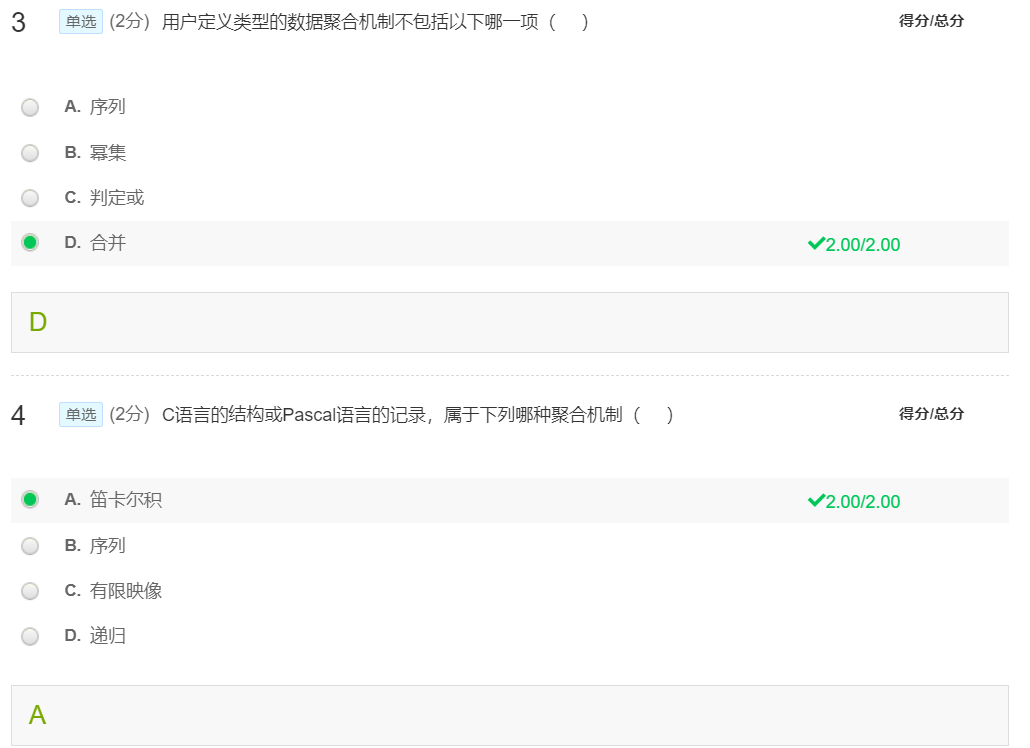 3 单选 (2分) 用户定义类型的数据聚合机制不包括以下哪一项（ ） 得分/总分
A. 序列
B. 幂集
C. 判定或
D. 合并 2.00/2.00
D
4 单选 (2分) C语言的结构或Pascal语言的记录，属于下列哪种聚合机制（ ） 得分/总分
A. 笛卡尔积 2.00/2.00
B. 序列
C. 有限映像
D. 递归
A